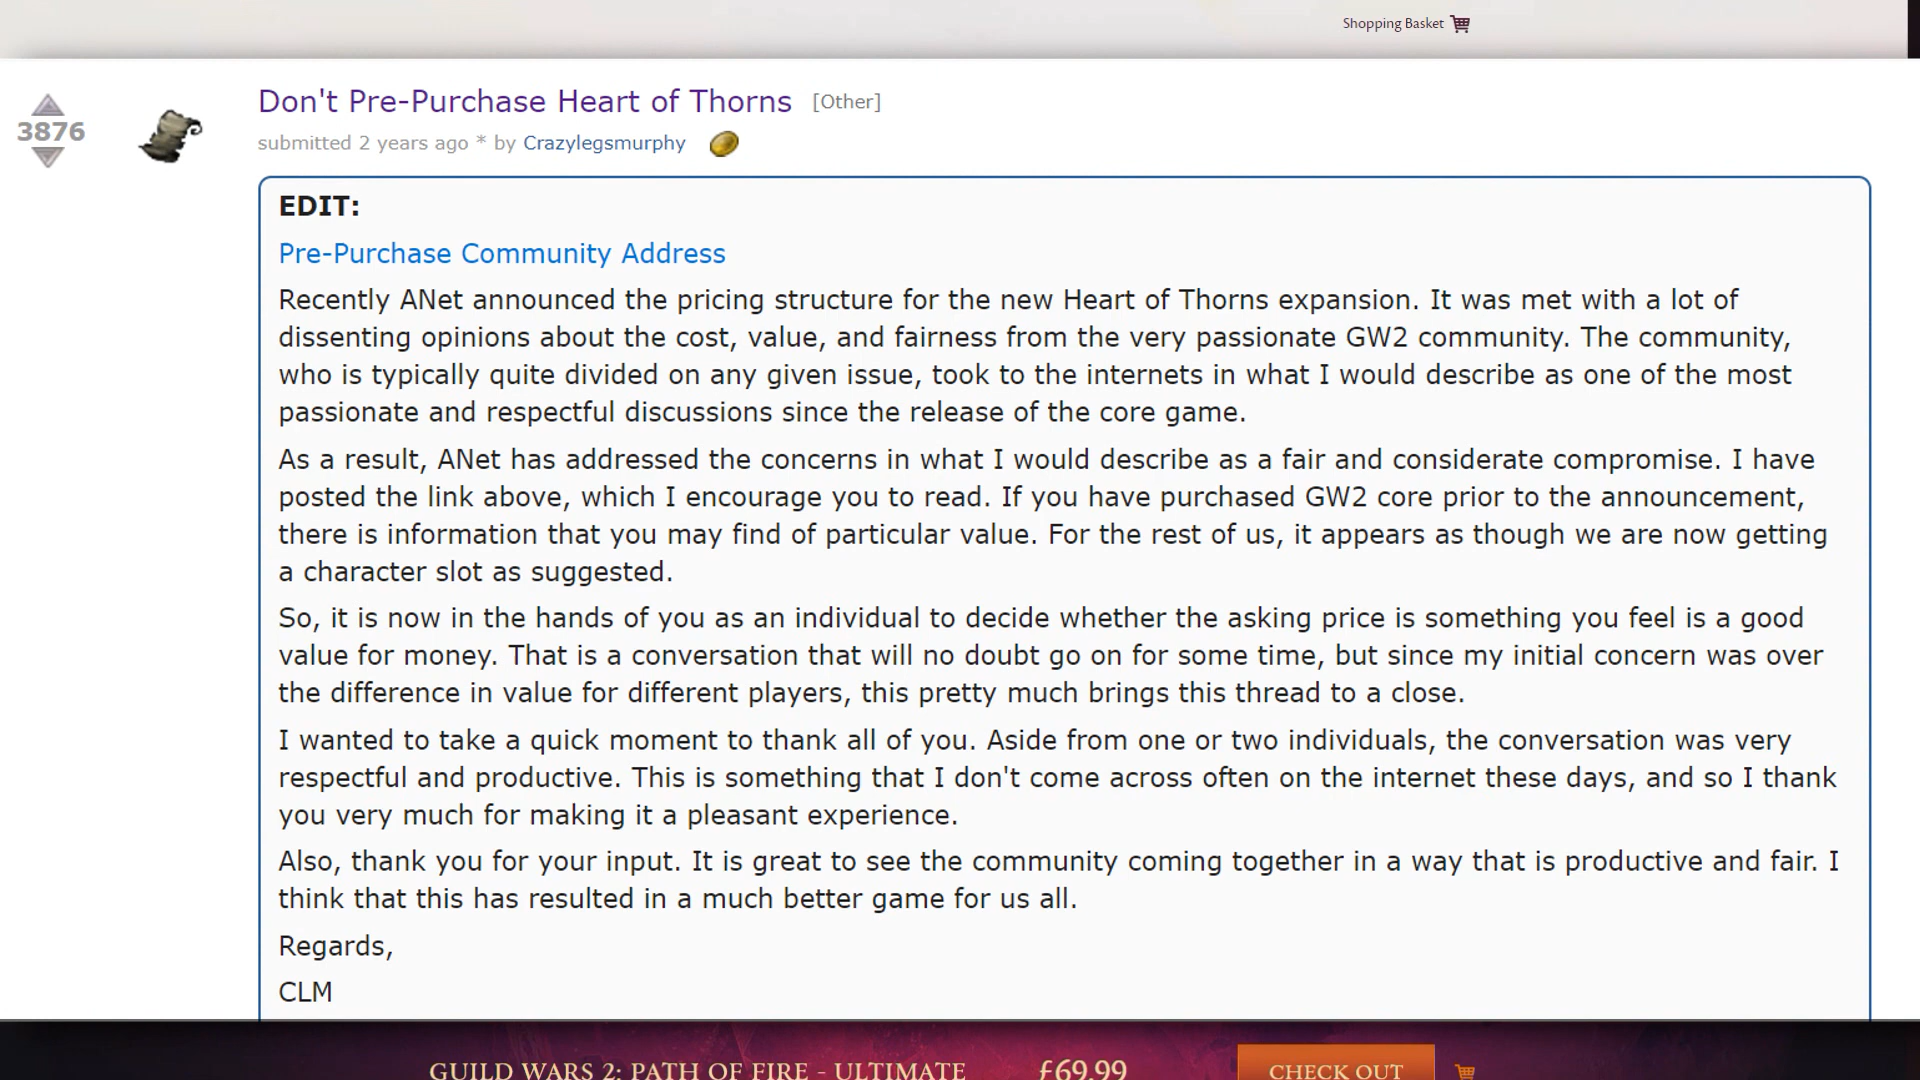 Shopping Basket
Don't Pre-Purchase Heart of Thorns [Other]
3876
submitted 2 years ago * by Crazylegsmurphy
EDIT:
Pre-Purchase Community Address
Recently ANet announced the pricing structure for the new Heart of Thorns expansion. It was met with a lot of
dissenting opinions about the cost, value, and fairness from the very passionate GW2 community. The community,
who is typically quite divided on any given issue, took to the internets in what I would describe as one of the most
passionate and respectful discussions since the release of the core game.
As a result, ANet has addressed the concerns in what I would describe as a fair and considerate compromise. I have
posted the link above, which I encourage you to read. If you have purchased GW2 core prior to the announcement,
there is information that you may find of particular value. For the rest of us, it appears as though we are now getting
a character slot as suggested.
So, it is now in the hands of you as an individual to decide whether the asking price is something you feel is a good
value for money. That is a conversation that will no doubt go on for some time, but since my initial concern was over
the difference in value for different players, this pretty much brings this thread to a close.
I wanted to take a quick moment to thank all of you. Aside from one or two individuals, the conversation was very
respectful and productive. This is something that I don't come across often on the internet these days, and so I thank
you very much for making it a pleasant experience.
Also, thank you for your input. It is great to see the community coming together in a way that is productive and fair. I
think that this has resulted in a much better game for us all.
Regards,
CLM
GUILD WARS 2: PATH OF FIRE - ULTIMATE £69.99 CHECK OUT